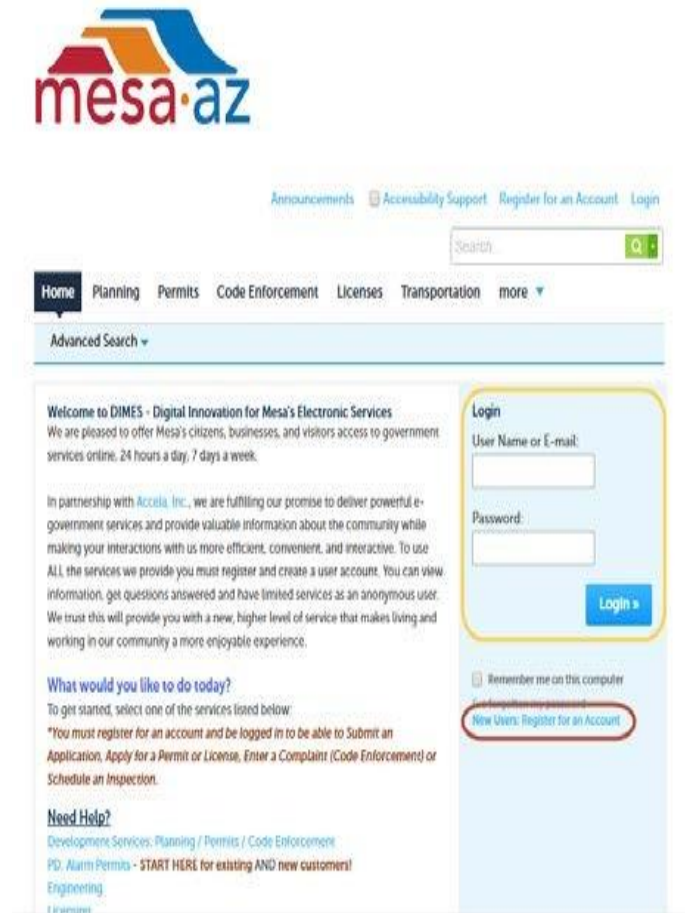 mesa·az
Announcements Accessibility Support Register for an Account Login
Search...
Home Planning Permits Code Enforcement Licenses Transportation more
Advanced Search
Welcome to DIMES - Digital Innovation for Mesa's Electronic Services
We are pleased to offer Mesa's citizens, businesses, and visitors access to government
services online, 24 hours a day, 7 days a week.
In partnership with Accela, Inc., we are fulfilling our promise to deliver powerful e-
government services and provide valuable information about the community while
making your interactions with us more efficient, convenient, and interactive. To use
ALL the services we provide you must register and create a user account. You can view
information, get questions answered and have limited services as an anonymous user.
We trust this will provide you with a new, higher level of service that makes living and
working in our community a more enjoyable experience.
What would you like to do today?
To get started, select one of the services listed below:
*You must register for an account and be logged in to be able to Submit an
Application, Apply for a Permit or License, Enter a Complaint (Code Enforcement) or
Schedule an Inspection.
Need Help?
Development Services: Planning / Permits / Code Enforcement
PD. Alarm Permits - START HERE for existing AND new customers!
Engineering
Licensing
Login
User Name or E-mail:
Password:
Login »
Remember me on this computer
I've forgotten my password
New Users: Register for an Account